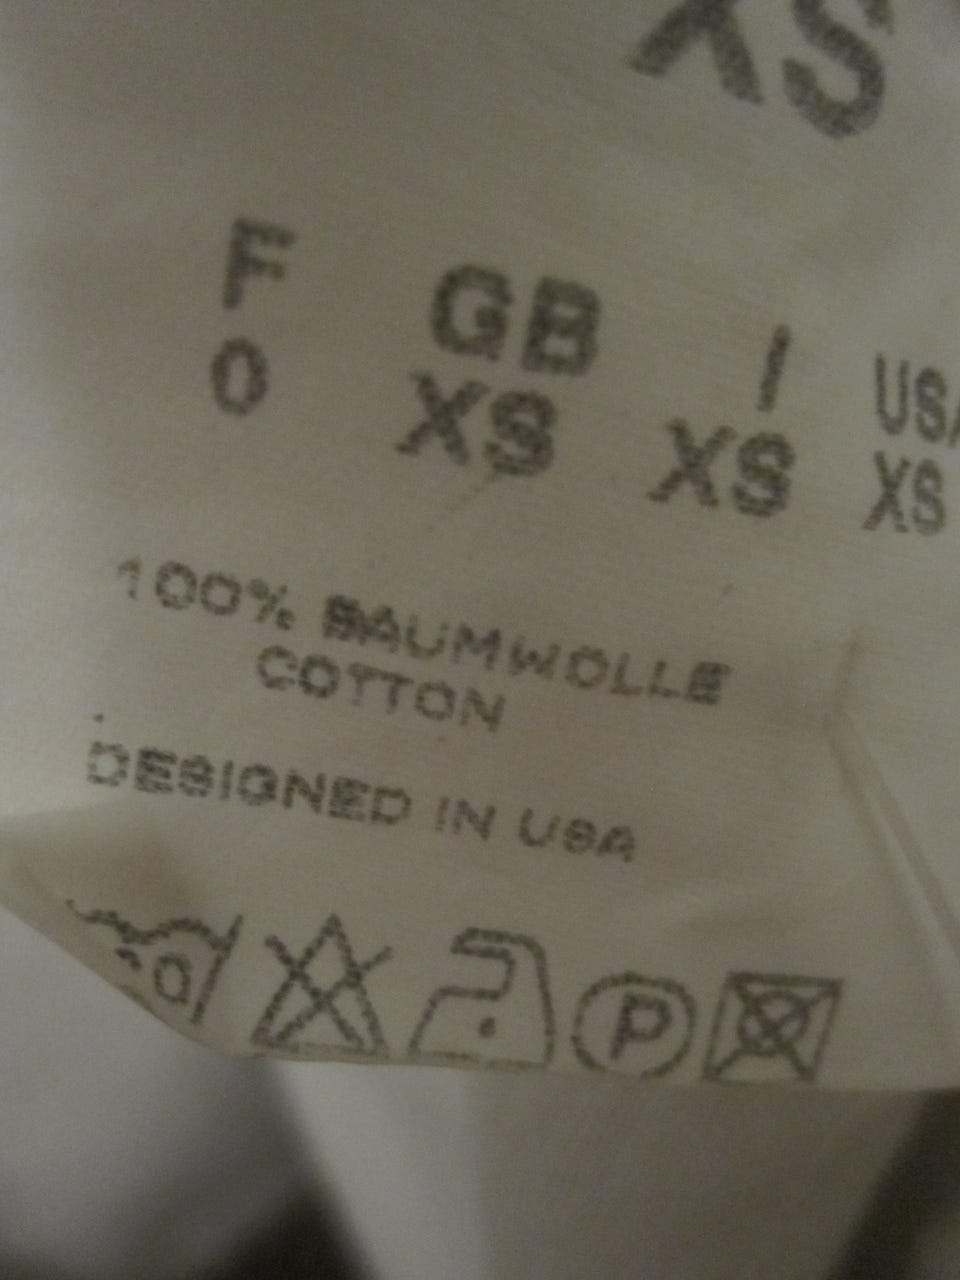 XS
F GB I USA
0 XS XS XS
100% BAUMWOLLE
COTTON
DESIGNED IN USA
P